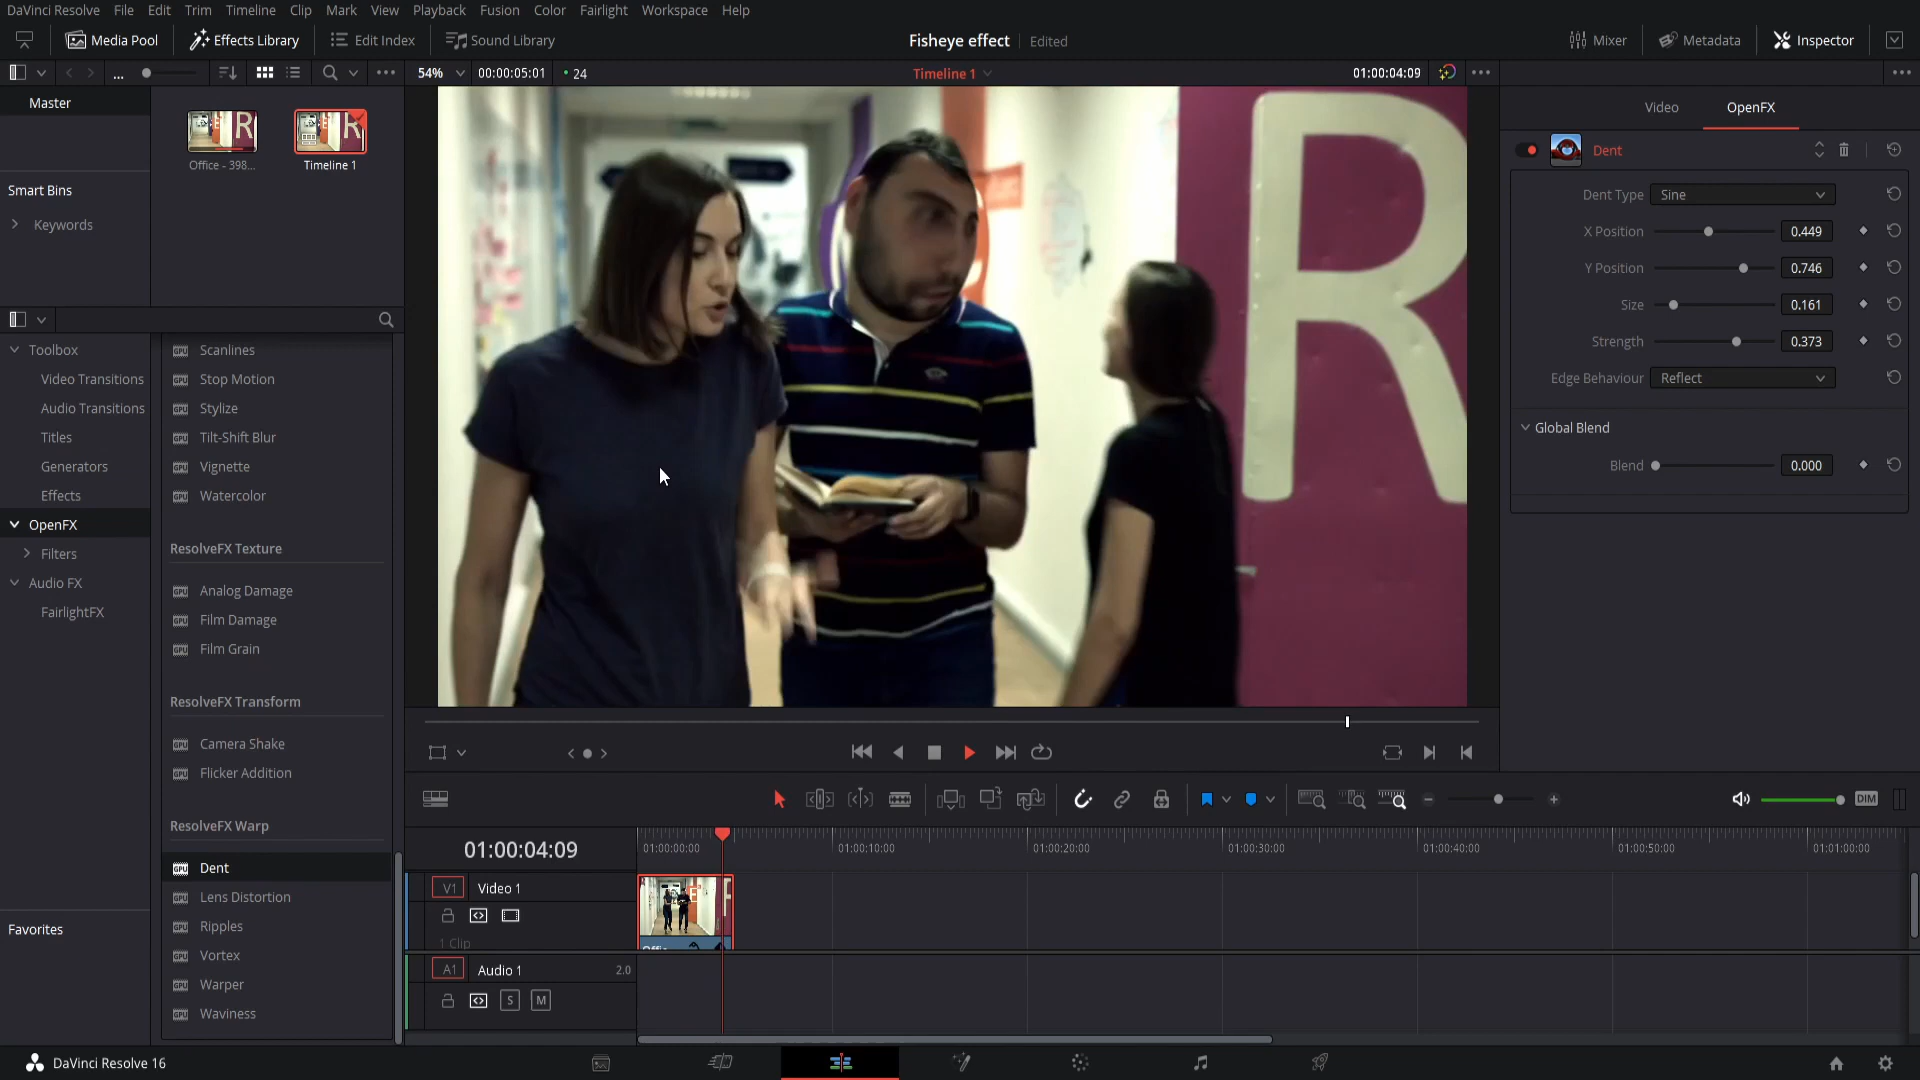 DaVinci Resolve File Edit Trim Timeline Clip Mark View Playback Fusion Color Fairlight Workspace Help
Media Pool Effects Library Edit Index Sound Library Fisheye effect Edited Mixer Metadata Inspector
... 54% 00:00:05:01 24 Timeline 1 01:00:04:09
Master
Office - 398... Timeline 1
Smart Bins
Keywords
Toolbox
Video Transitions
Audio Transitions
Titles
Generators
Effects
OpenFX
Filters
Audio FX
FairlightFX
Favorites
Scanlines
Stop Motion
Stylize
Tilt-Shift Blur
Vignette
Watercolor
ResolveFX Texture
Analog Damage
Film Damage
Film Grain
ResolveFX Transform
Camera Shake
Flicker Addition
ResolveFX Warp
Dent
Lens Distortion
Ripples
Vortex
Warper
Waviness
R
Video OpenFX
Dent
Dent Type Sine
X Position 0.449
Y Position 0.746
Size 0.161
Strength 0.373
Edge Behaviour Reflect
Global Blend
Blend 0.000
DIM
01:00:04:09
01:00:00:00 01:00:10:00 01:00:20:00 01:00:30:00 01:00:40:00 01:00:50:00 01:01:00:00
V1 Video 1
1 Clip
A1 Audio 1 2.0
S M
DaVinci Resolve 16